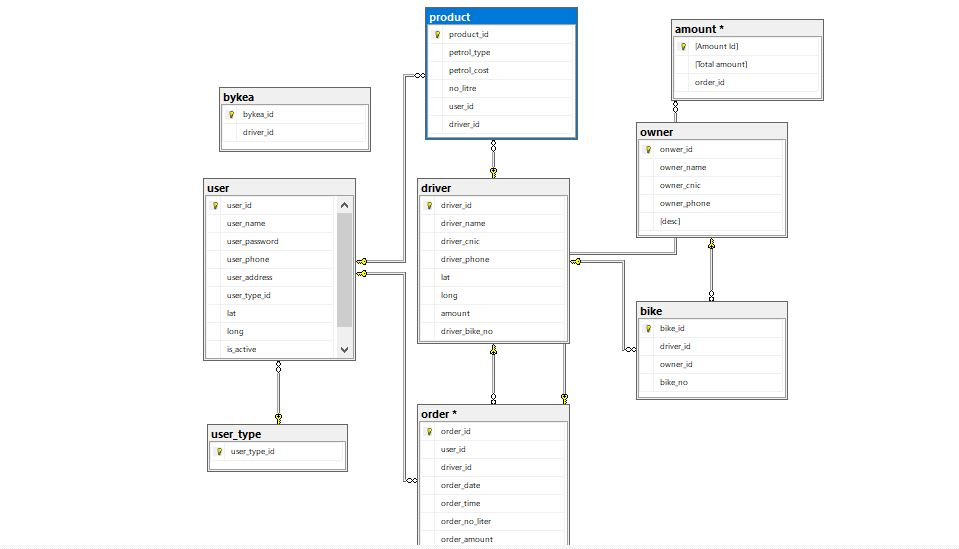 product
product_id
petrol_type
petrol_cost
no_litre
user_id
driver_id
amount *
[Amount Id]
[Total amount]
order_id
bykea
bykea_id
driver_id
owner
onwer_id
owner_name
owner_cnic
owner_phone
[desc]
user
user_id
user_name
user_password
user_phone
user_address
user_type_id
lat
long
is_active
driver
driver_id
driver_name
driver_cnic
driver_phone
lat
long
amount
driver_bike_no
bike
bike_id
driver_id
owner_id
bike_no
user_type
user_type_id
order *
order_id
user_id
driver_id
order_date
order_time
order_no_liter
order_amount